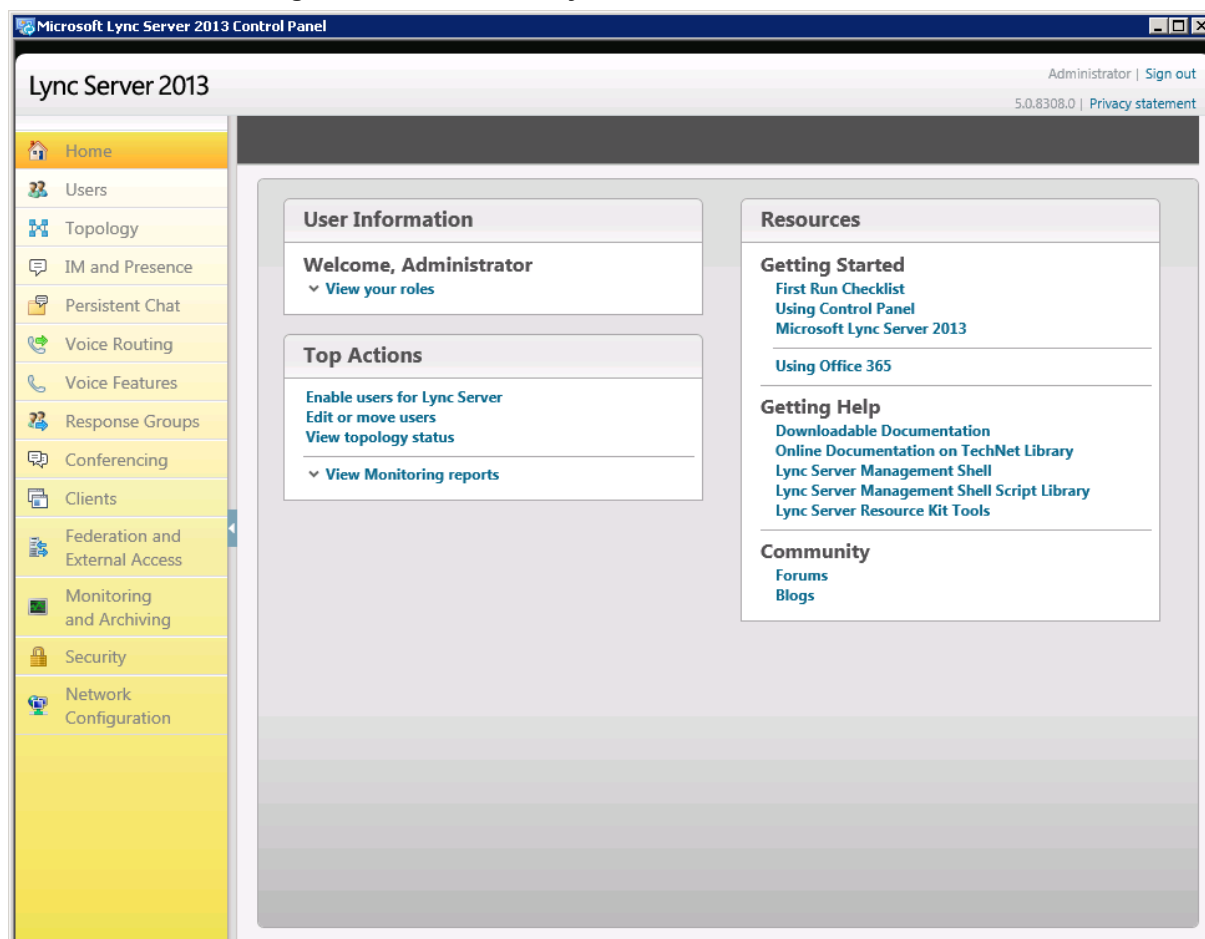 Microsoft Lync Server 2013 Control Panel
Lync Server 2013
Administrator | Sign out
5.0.8308.0 | Privacy statement
Home
Users
Topology
IM and Presence
Persistent Chat
Voice Routing
Voice Features
Response Groups
Conferencing
Clients
Federation and
External Access
Monitoring
and Archiving
Security
Network
Configuration
User Information
Welcome, Administrator
View your roles
Top Actions
Enable users for Lync Server
Edit or move users
View topology status
View Monitoring reports
Resources
Getting Started
First Run Checklist
Using Control Panel
Microsoft Lync Server 2013
Using Office 365
Getting Help
Downloadable Documentation
Online Documentation on TechNet Library
Lync Server Management Shell
Lync Server Management Shell Script Library
Lync Server Resource Kit Tools
Community
Forums
Blogs